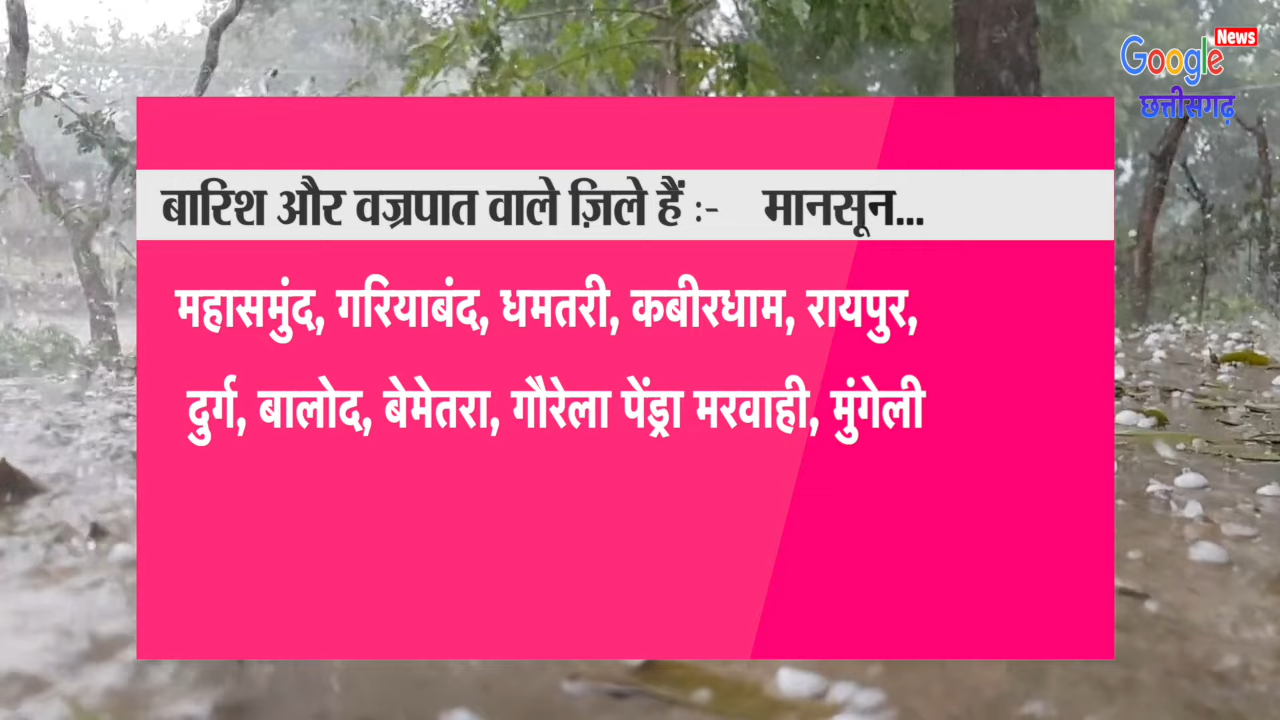 News
Google
छत्तीसगढ़
बारिश और वज्रपात वाले ज़िले हैं :- मानसून...
महासमुंद, गरियाबंद, धमतरी, कबीरधाम, रायपुर,
दुर्ग, बालोद, बेमेतरा, गौरेला पेंड्रा मरवाही, मुंगेली